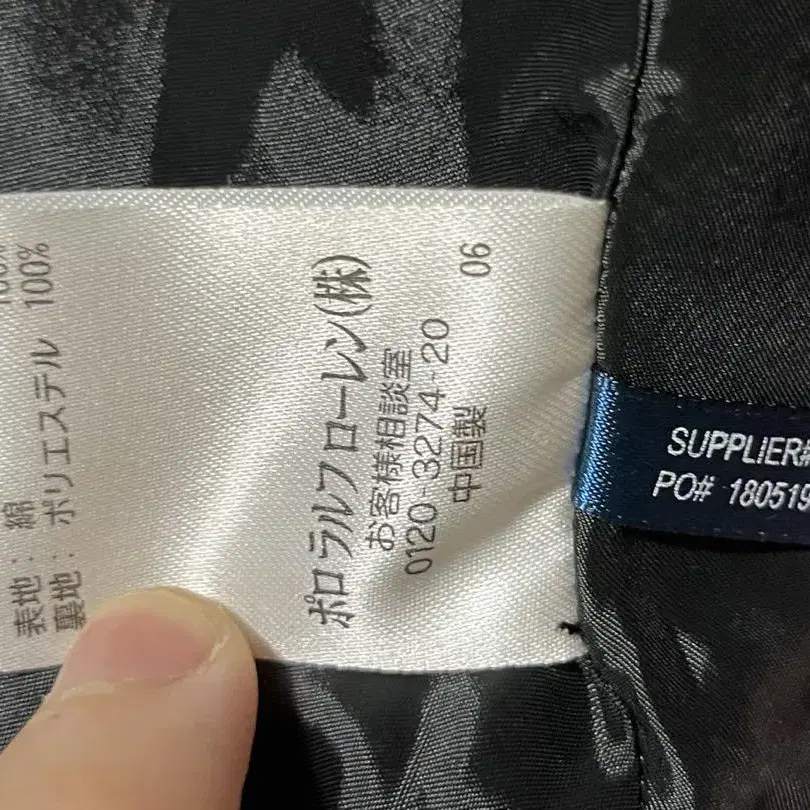 表地： 綿 100%
裏地： ポリエステル 100%
ポロ ラルフ ローレン(株)
お客様相談室
0120-3274-20
中国製
06
SUPPLIER#
PO# 180519